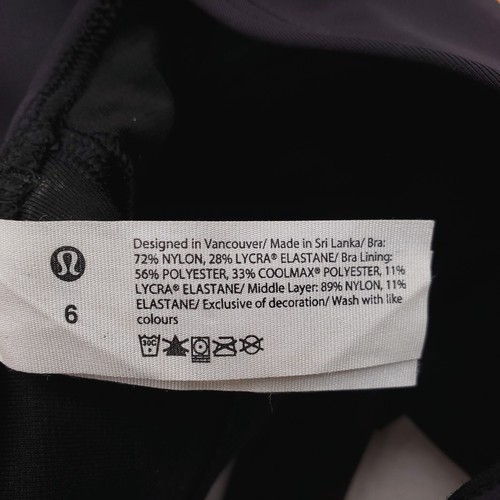 Designed in Vancouver/ Made in Sri Lanka/ Bra:
72% NYLON, 28% LYCRA® ELASTANE/ Bra Lining:
56% POLYESTER, 33% COOLMAX® POLYESTER, 11%
LYCRA® ELASTANE/ Middle Layer: 89% NYLON, 11%
ELASTANE/ Exclusive of decoration/ Wash with like
colours
6
30C